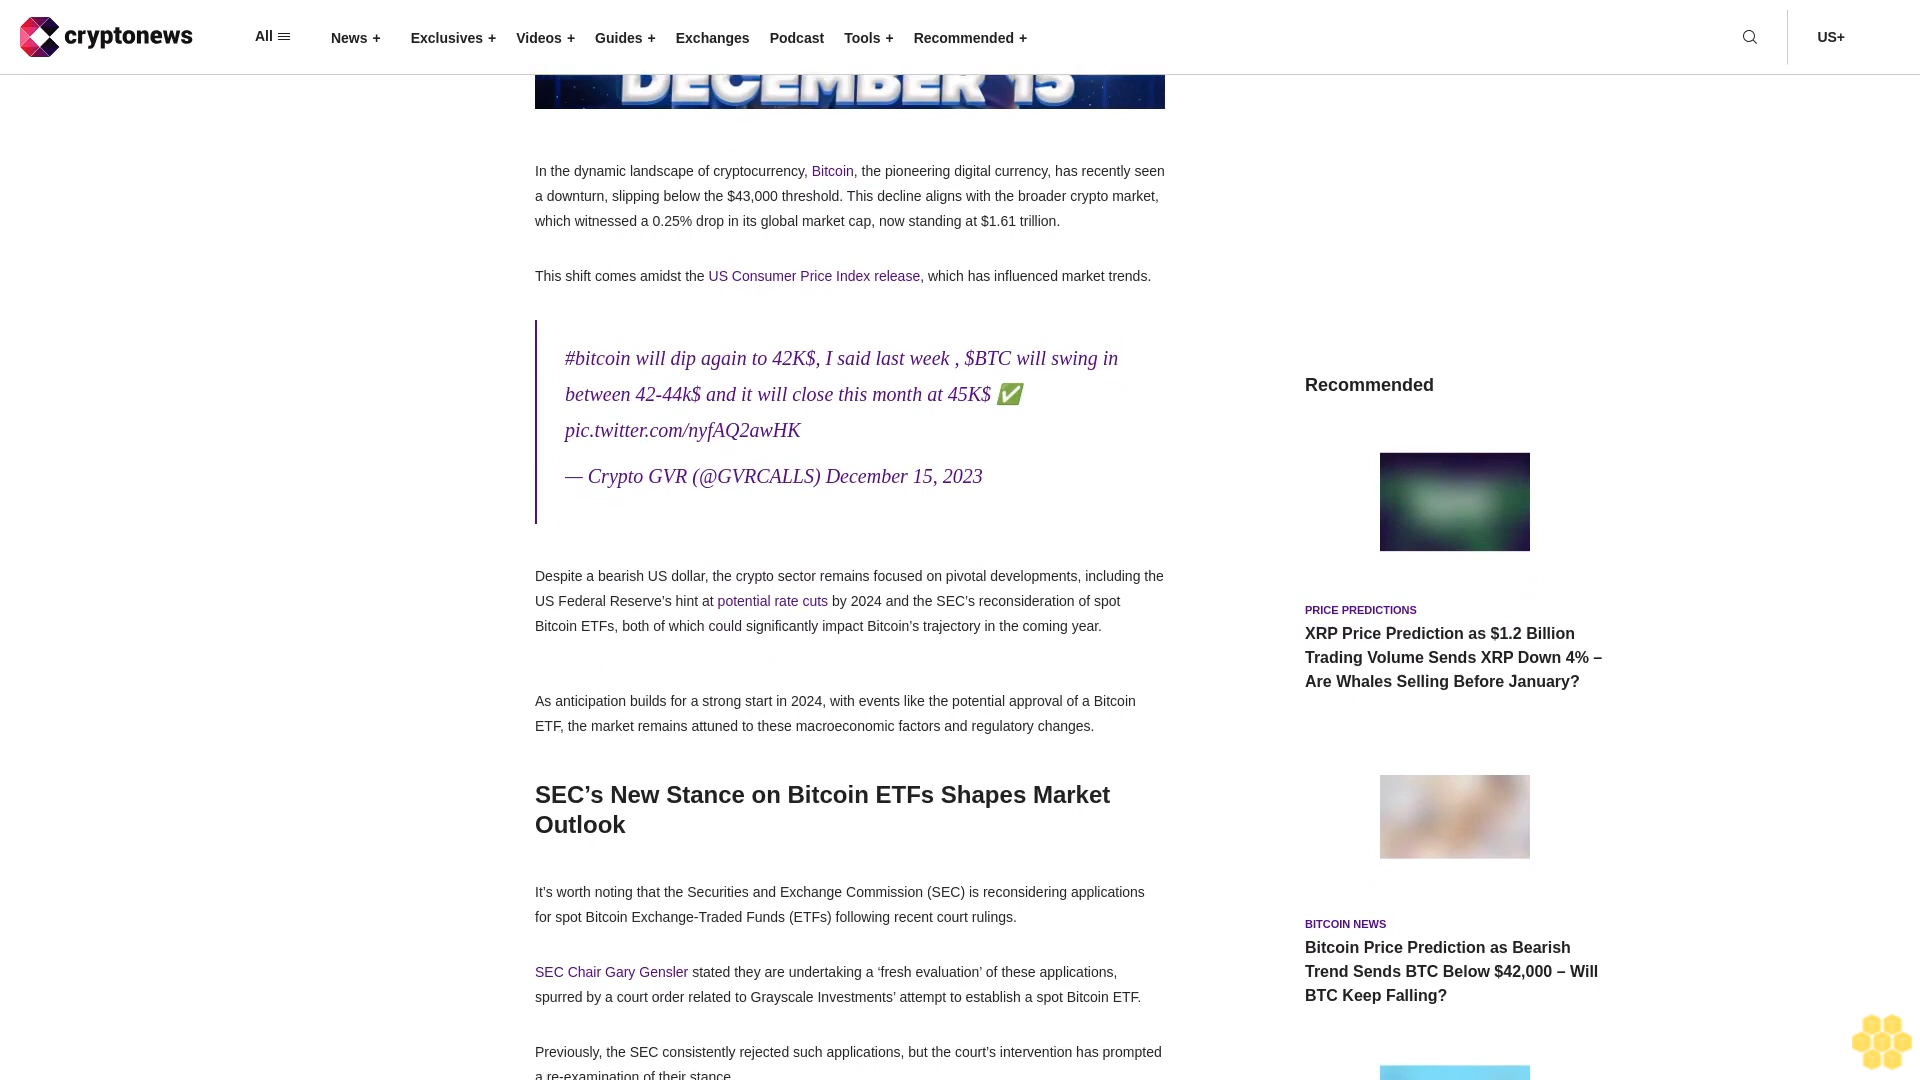 cryptonews
All
News +
Exclusives +
Videos +
Guides +
Exchanges
Podcast
Tools +
Recommended +
US+
DECEMBER 15
In the dynamic landscape of cryptocurrency, Bitcoin, the pioneering digital currency, has recently seen
a downturn, slipping below the $43,000 threshold. This decline aligns with the broader crypto market,
which witnessed a 0.25% drop in its global market cap, now standing at $1.61 trillion.
This shift comes amidst the US Consumer Price Index release, which has influenced market trends.
#bitcoin will dip again to 42K$, I said last week , $BTC will swing in
between 42-44k$ and it will close this month at 45K$ ✅
pic.twitter.com/nyfAQ2awHK
— Crypto GVR (@GVRCALLS) December 15, 2023
Despite a bearish US dollar, the crypto sector remains focused on pivotal developments, including the
US Federal Reserve’s hint at potential rate cuts by 2024 and the SEC’s reconsideration of spot
Bitcoin ETFs, both of which could significantly impact Bitcoin’s trajectory in the coming year.
As anticipation builds for a strong start in 2024, with events like the potential approval of a Bitcoin
ETF, the market remains attuned to these macroeconomic factors and regulatory changes.
SEC’s New Stance on Bitcoin ETFs Shapes Market
Outlook
It’s worth noting that the Securities and Exchange Commission (SEC) is reconsidering applications
for spot Bitcoin Exchange-Traded Funds (ETFs) following recent court rulings.
SEC Chair Gary Gensler stated they are undertaking a ‘fresh evaluation’ of these applications,
spurred by a court order related to Grayscale Investments’ attempt to establish a spot Bitcoin ETF.
Previously, the SEC consistently rejected such applications, but the court’s intervention has prompted
a re-examination of their stance.
Recommended
PRICE PREDICTIONS
XRP Price Prediction as $1.2 Billion
Trading Volume Sends XRP Down 4% –
Are Whales Selling Before January?
BITCOIN NEWS
Bitcoin Price Prediction as Bearish
Trend Sends BTC Below $42,000 – Will
BTC Keep Falling?